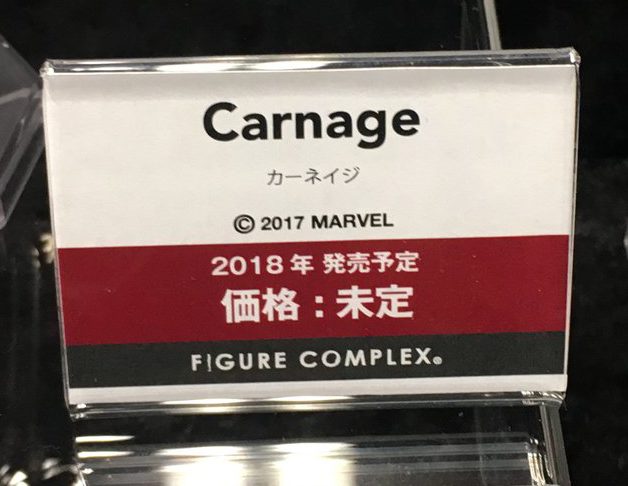 Carnage
カーネイジ
© 2017 MARVEL
2018年 発売予定
価格：未定
FIGURE COMPLEX®